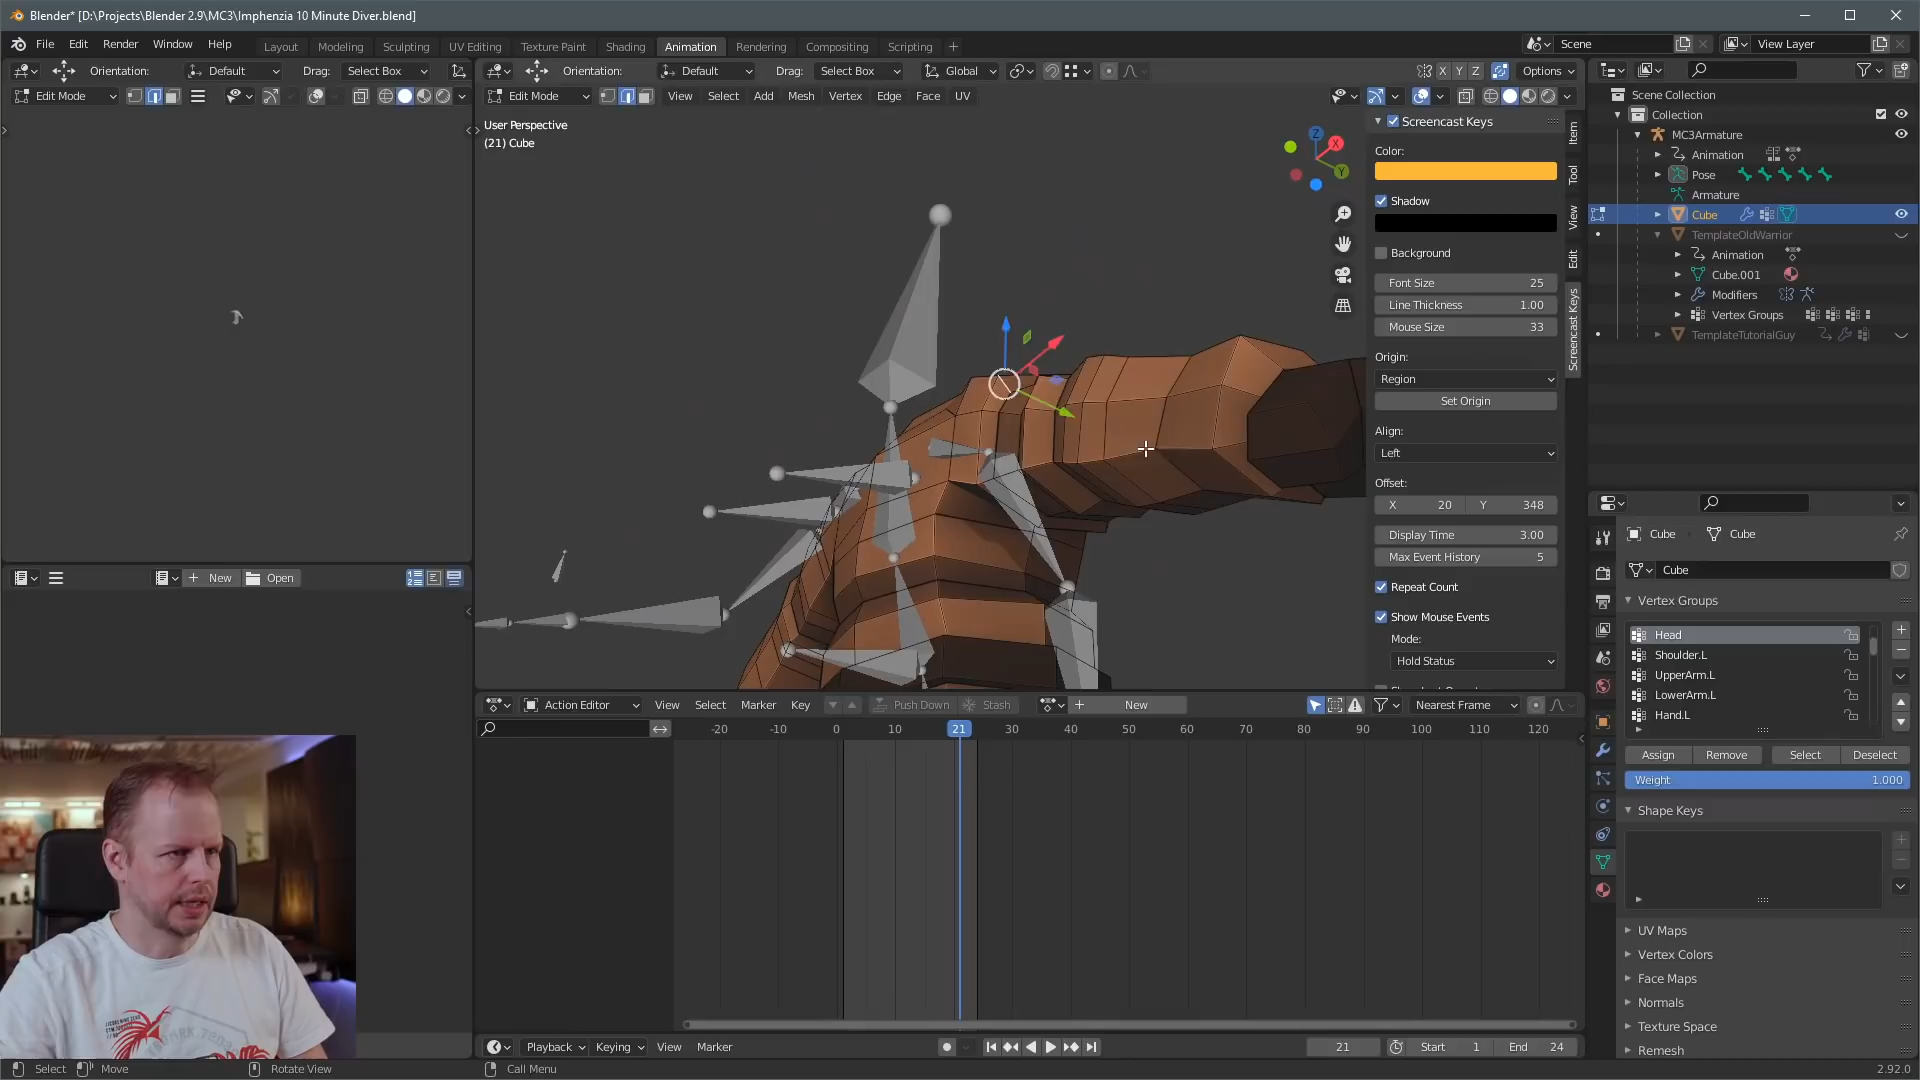 Blender* [D:\Projects\Blender 2.9\MC3\Imphenzia 10 Minute Diver.blend]
File Edit Render Window Help
Layout Modeling Sculpting UV Editing Texture Paint Shading Animation Rendering Compositing Scripting +
Scene
View Layer
Orientation: Default Drag: Select Box
Orientation: Default Drag: Select Box Global X Y Z Options
Edit Mode
Edit Mode View Select Add Mesh Vertex Edge Face UV
User Perspective
(21) Cube
Z
X
Y
Screencast Keys
Color:
Shadow
Background
Font Size 25
Line Thickness 1.00
Mouse Size 33
Origin:
Region
Set Origin
Align:
Left
Offset:
X 20 Y 348
Display Time 3.00
Max Event History 5
Repeat Count
Show Mouse Events
Mode:
Hold Status
Item
Tool
View
Edit
Screencast Keys
Scene Collection
Collection
MC3Armature
Animation
Pose
Armature
Cube
TemplateOldWarrior
Animation
Cube.001
Modifiers
Vertex Groups
TemplateTutorialGuy
Cube Cube
Cube
Vertex Groups
Head
Shoulder.L
UpperArm.L
LowerArm.L
Hand.L
Assign Remove Select Deselect
Weight 1.000
Shape Keys
UV Maps
Vertex Colors
Face Maps
Normals
Texture Space
Remesh
New Open
Action Editor View Select Marker Key Push Down Stash New Nearest Frame
-20 -10 0 10 21 30 40 50 60 70 80 90 100 110 120
Playback Keying View Marker 21 Start 1 End 24
Select Move Rotate View Call Menu 2.92.0